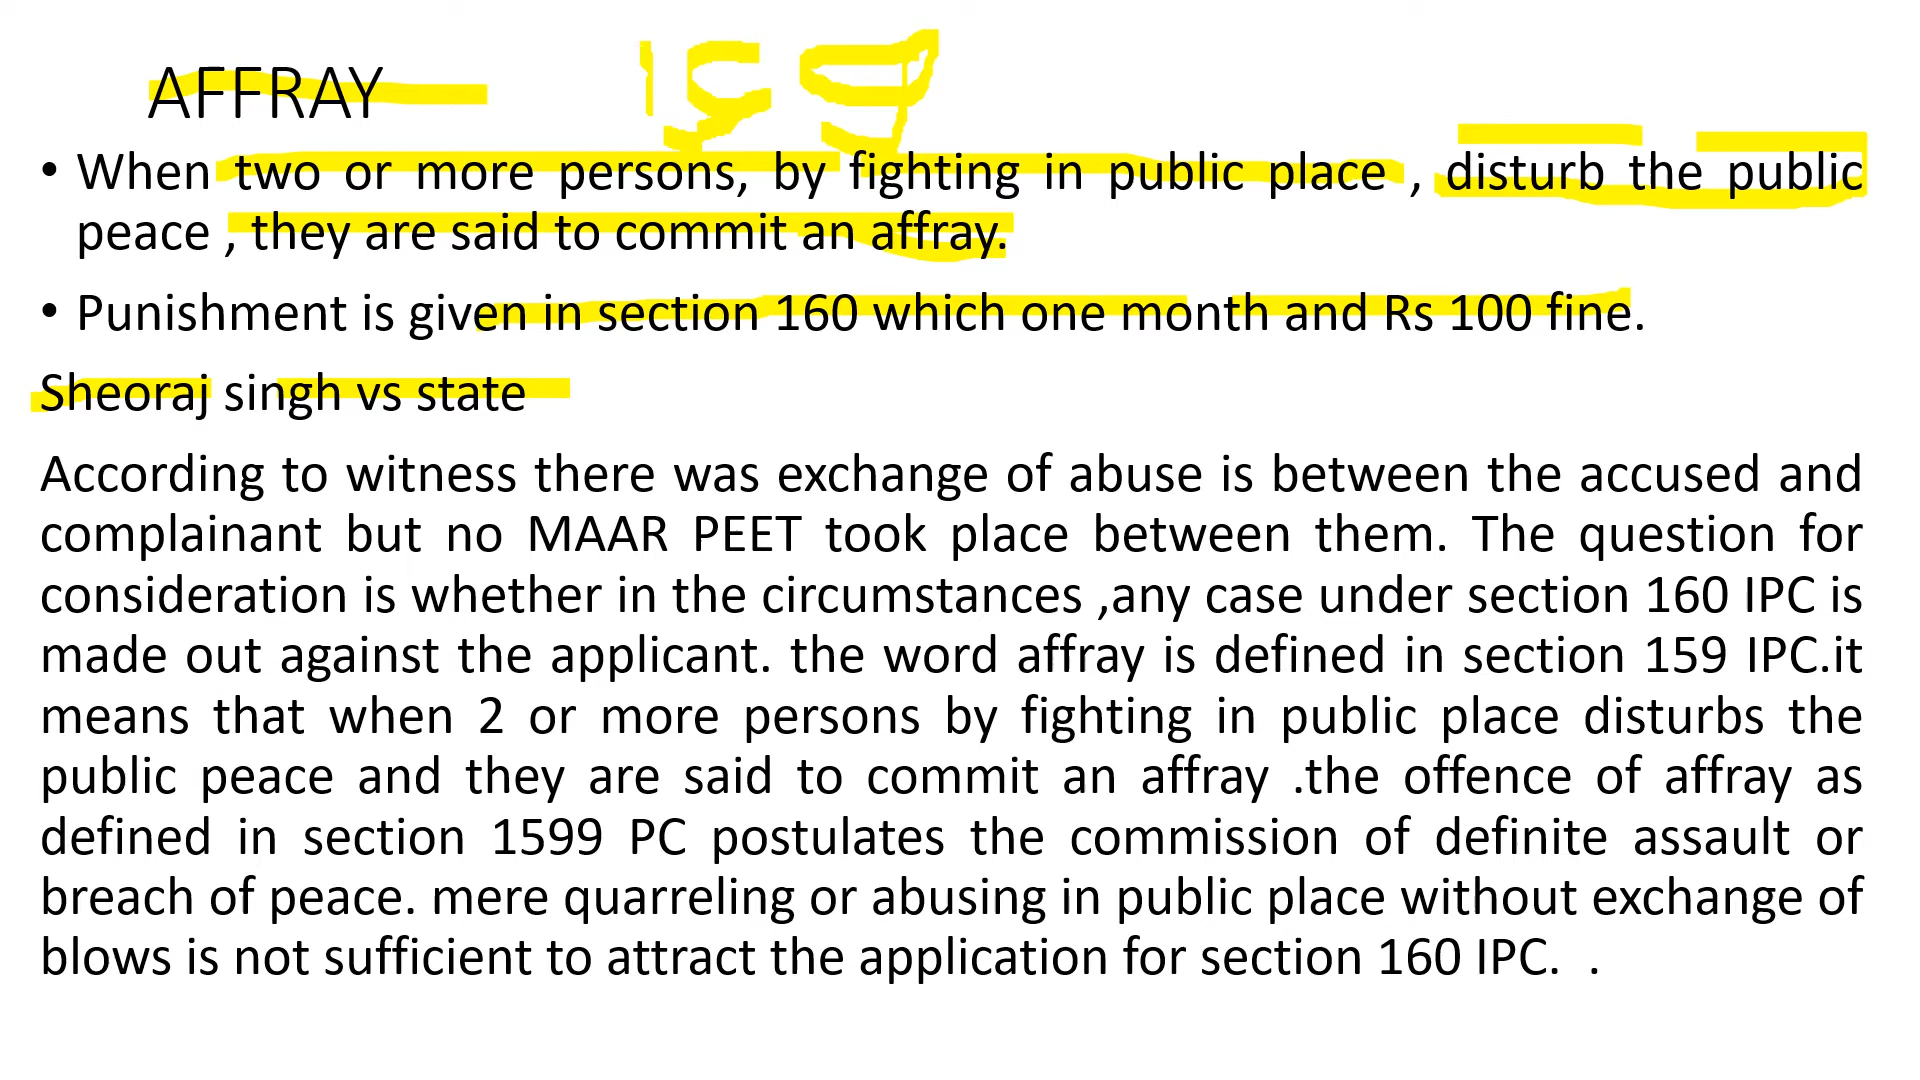 AFFRAY 159
• When two or more persons, by fighting in public place , disturb the public
peace , they are said to commit an affray.
• Punishment is given in section 160 which one month and Rs 100 fine.
Sheoraj singh vs state
According to witness there was exchange of abuse is between the accused and
complainant but no MAAR PEET took place between them. The question for
consideration is whether in the circumstances ,any case under section 160 IPC is
made out against the applicant. the word affray is defined in section 159 IPC.it
means that when 2 or more persons by fighting in public place disturbs the
public peace and they are said to commit an affray .the offence of affray as
defined in section 1599 PC postulates the commission of definite assault or
breach of peace. mere quarreling or abusing in public place without exchange of
blows is not sufficient to attract the application for section 160 IPC. .